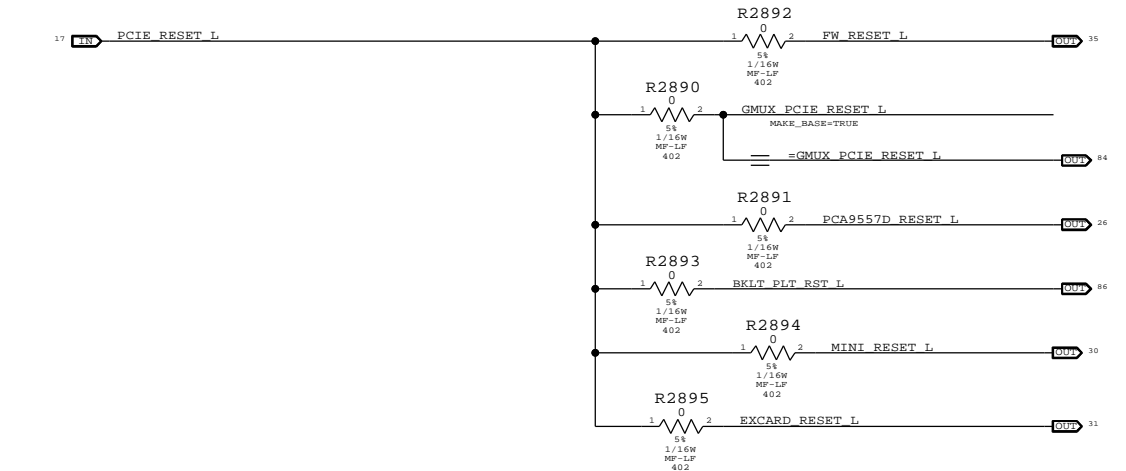 R2892
17 IN PCIE_RESET_L
0
1 2 FW_RESET_L OUT 35
5%
1/16W
MF-LF
402
R2890
0
1 2 GMUX_PCIE_RESET_L
MAKE_BASE=TRUE
5%
1/16W
MF-LF
402
=GMUX_PCIE_RESET_L OUT 84
R2891
0
1 2 PCA9557D_RESET_L OUT 26
5%
1/16W
MF-LF
402
R2893
0
1 2 BKLT_PLT_RST_L OUT 86
5%
1/16W
MF-LF
402
R2894
0
1 2 MINI_RESET_L OUT 30
5%
1/16W
MF-LF
402
R2895
0
1 2 EXCARD_RESET_L OUT 31
5%
1/16W
MF-LF
402